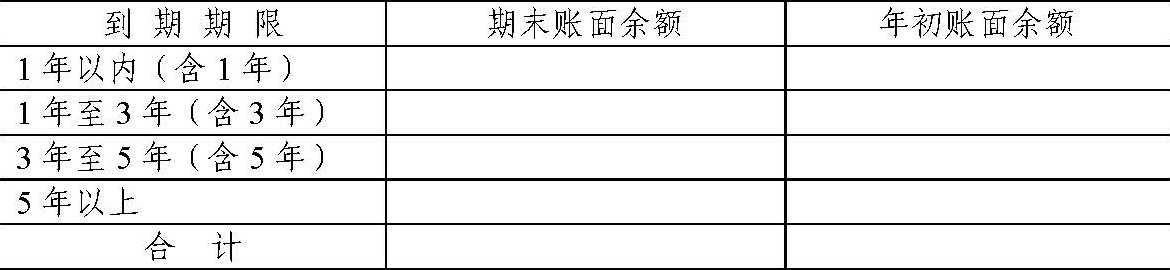 到期期限 期末账面余额 年初账面余额
1年以内（含1年）
1年至3年（含3年）
3年至5年（含5年）
5年以上
合计